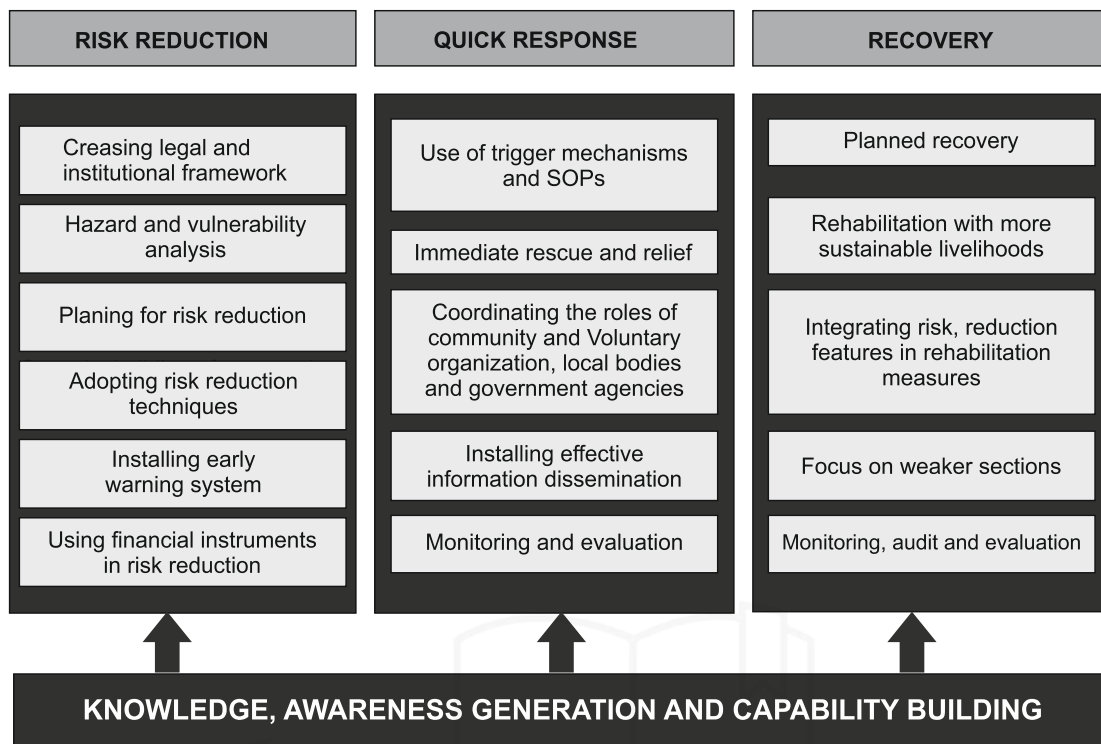 RISK REDUCTION
Creasing legal and
institutional framework
Hazard and vulnerability
analysis
Planing for risk reduction
Adopting risk reduction
techniques
Installing early
warning system
Using financial instruments
in risk reduction
QUICK RESPONSE
Use of trigger mechanisms
and SOPs
Immediate rescue and relief
Coordinating the roles of
community and Voluntary
organization, local bodies
and government agencies
Installing effective
information dissemination
Monitoring and evaluation
RECOVERY
Planned recovery
Rehabilitation with more
sustainable livelihoods
Integrating risk, reduction
features in rehabilitation
measures
Focus on weaker sections
Monitoring, audit and evaluation
KNOWLEDGE, AWARENESS GENERATION AND CAPABILITY BUILDING